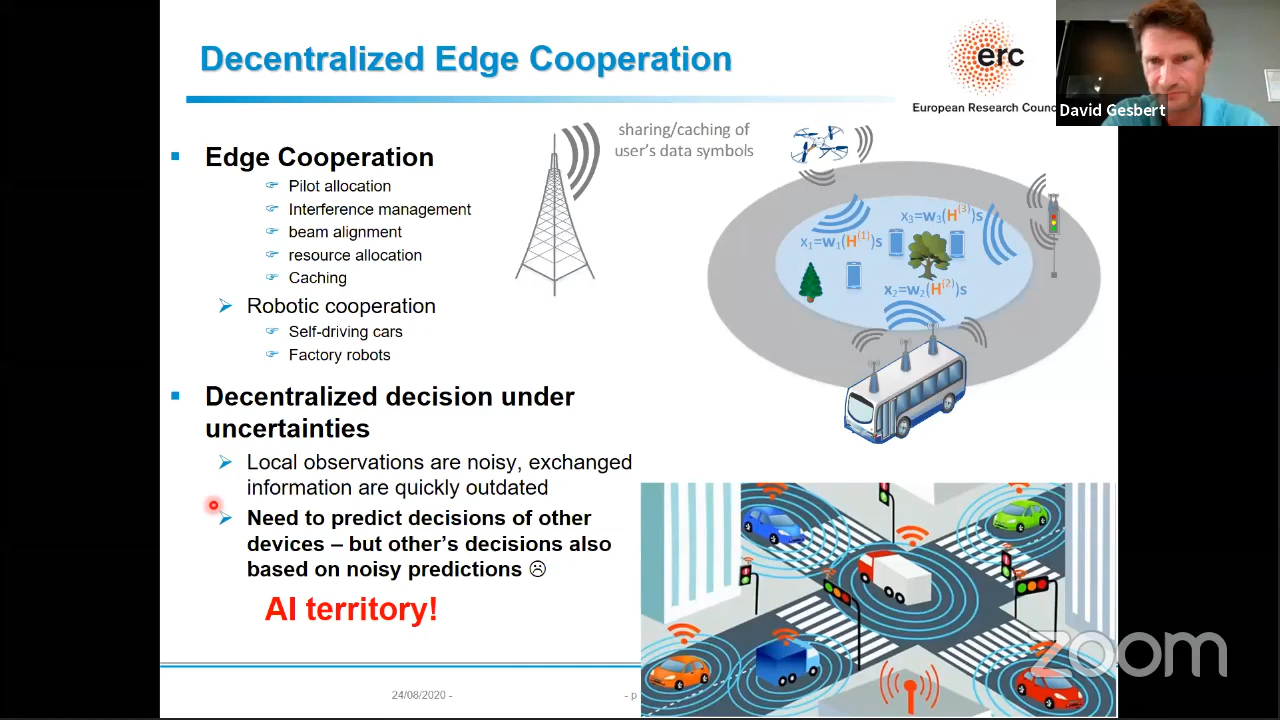 Decentralized Edge Cooperation
erc
European Research Counc
David Gesbert
Edge Cooperation
Pilot allocation
Interference management
beam alignment
resource allocation
Caching
Robotic cooperation
Self-driving cars
Factory robots
Decentralized decision under
uncertainties
Local observations are noisy, exchanged
information are quickly outdated
Need to predict decisions of other
devices – but other's decisions also
based on noisy predictions ☹
AI territory!
sharing/caching of
user's data symbols
x₃=w₃(H⁽³⁾)s
x₁=w₁(H⁽¹⁾)s
x₂=w₂(H⁽²⁾)s
24/08/2020 -
- p
zoom